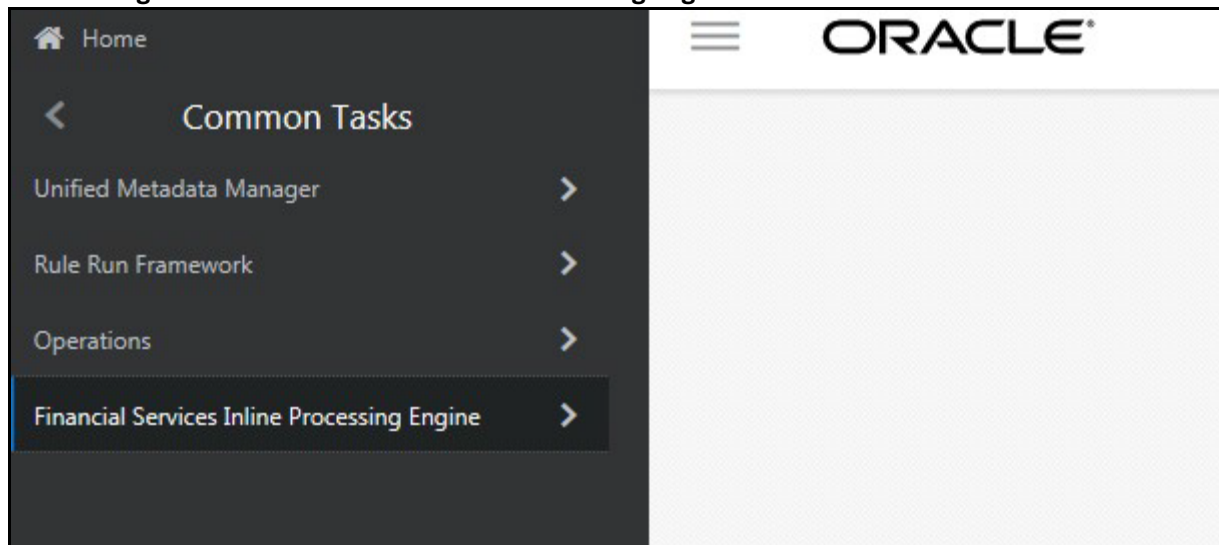 Home
ORACLE
Common Tasks
Unified Metadata Manager
Rule Run Framework
Operations
Financial Services Inline Processing Engine